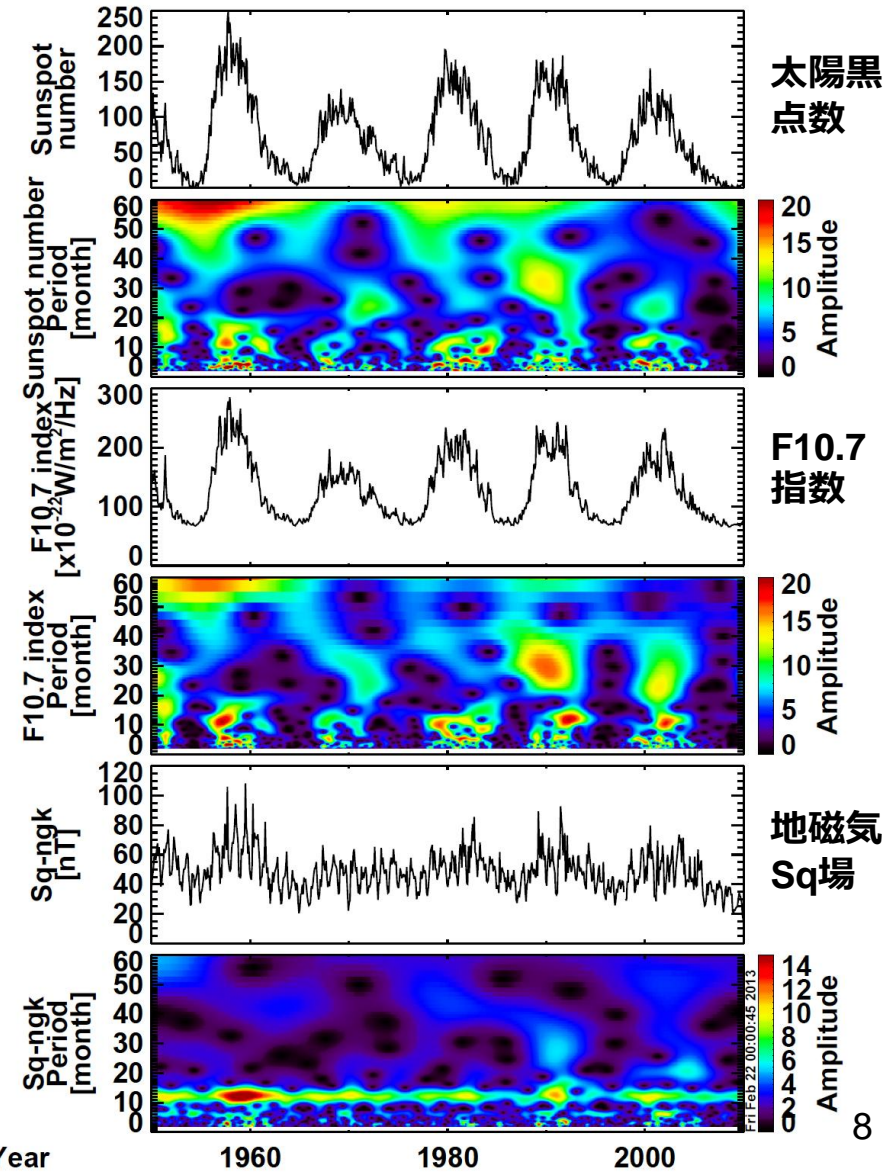 250
200
150
100
50
0
Sunspot
number
太陽黒
点数
60
50
40
30
20
10
0
Sunspot number
Period
[month]
20
15
10
5
0
Amplitude
300
200
100
0
F10.7 index
[x10⁻²²W/m²/Hz]
F10.7
指数
60
50
40
30
20
10
0
F10.7 index
Period
[month]
20
15
10
5
0
Amplitude
120
100
80
60
40
20
0
Sq-ngk
[nT]
地磁気
Sq場
60
50
40
30
20
10
0
Sq-ngk
Period
[month]
14
12
10
8
6
4
2
0
Amplitude
Fri Feb 22 00:00:45 2013
8
Year
1960
1980
2000